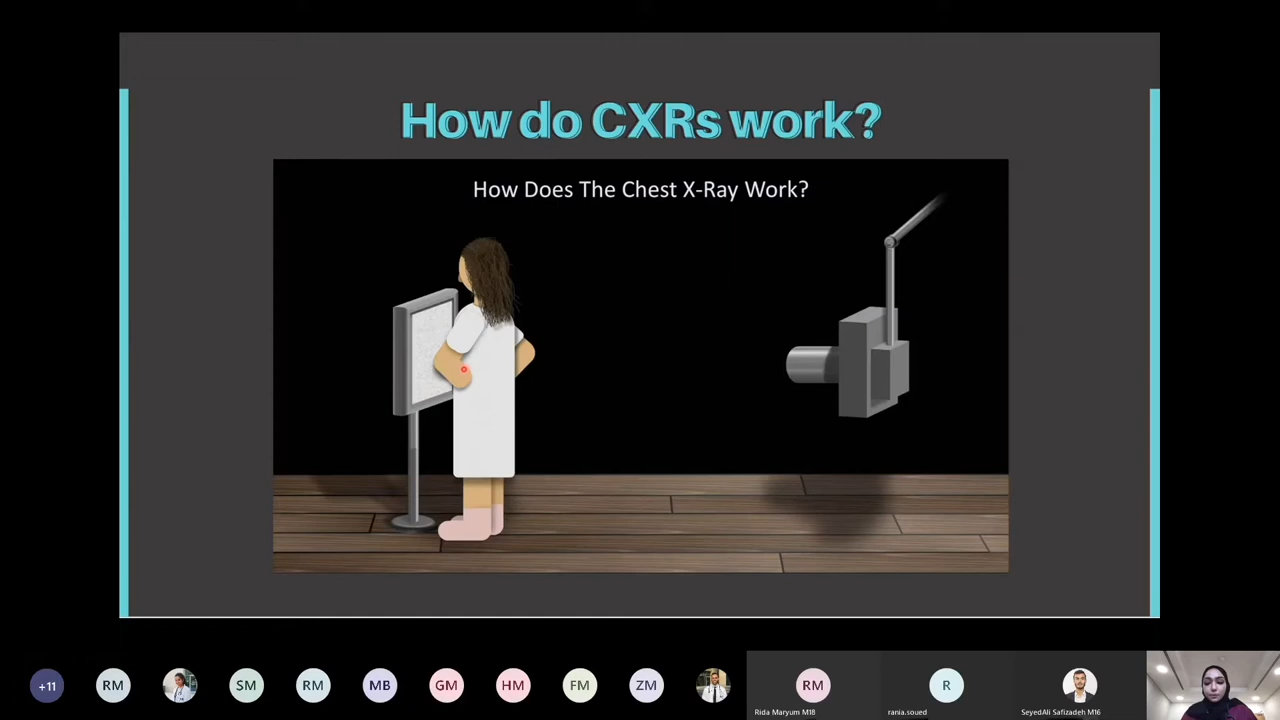 How do CXRs work?
How Does The Chest X-Ray Work?
+11
RM
SM
RM
MB
GM
HM
FM
ZM
RM
R
Rida Maryum M18
rania.soued
SeyedAli Safizadeh M16